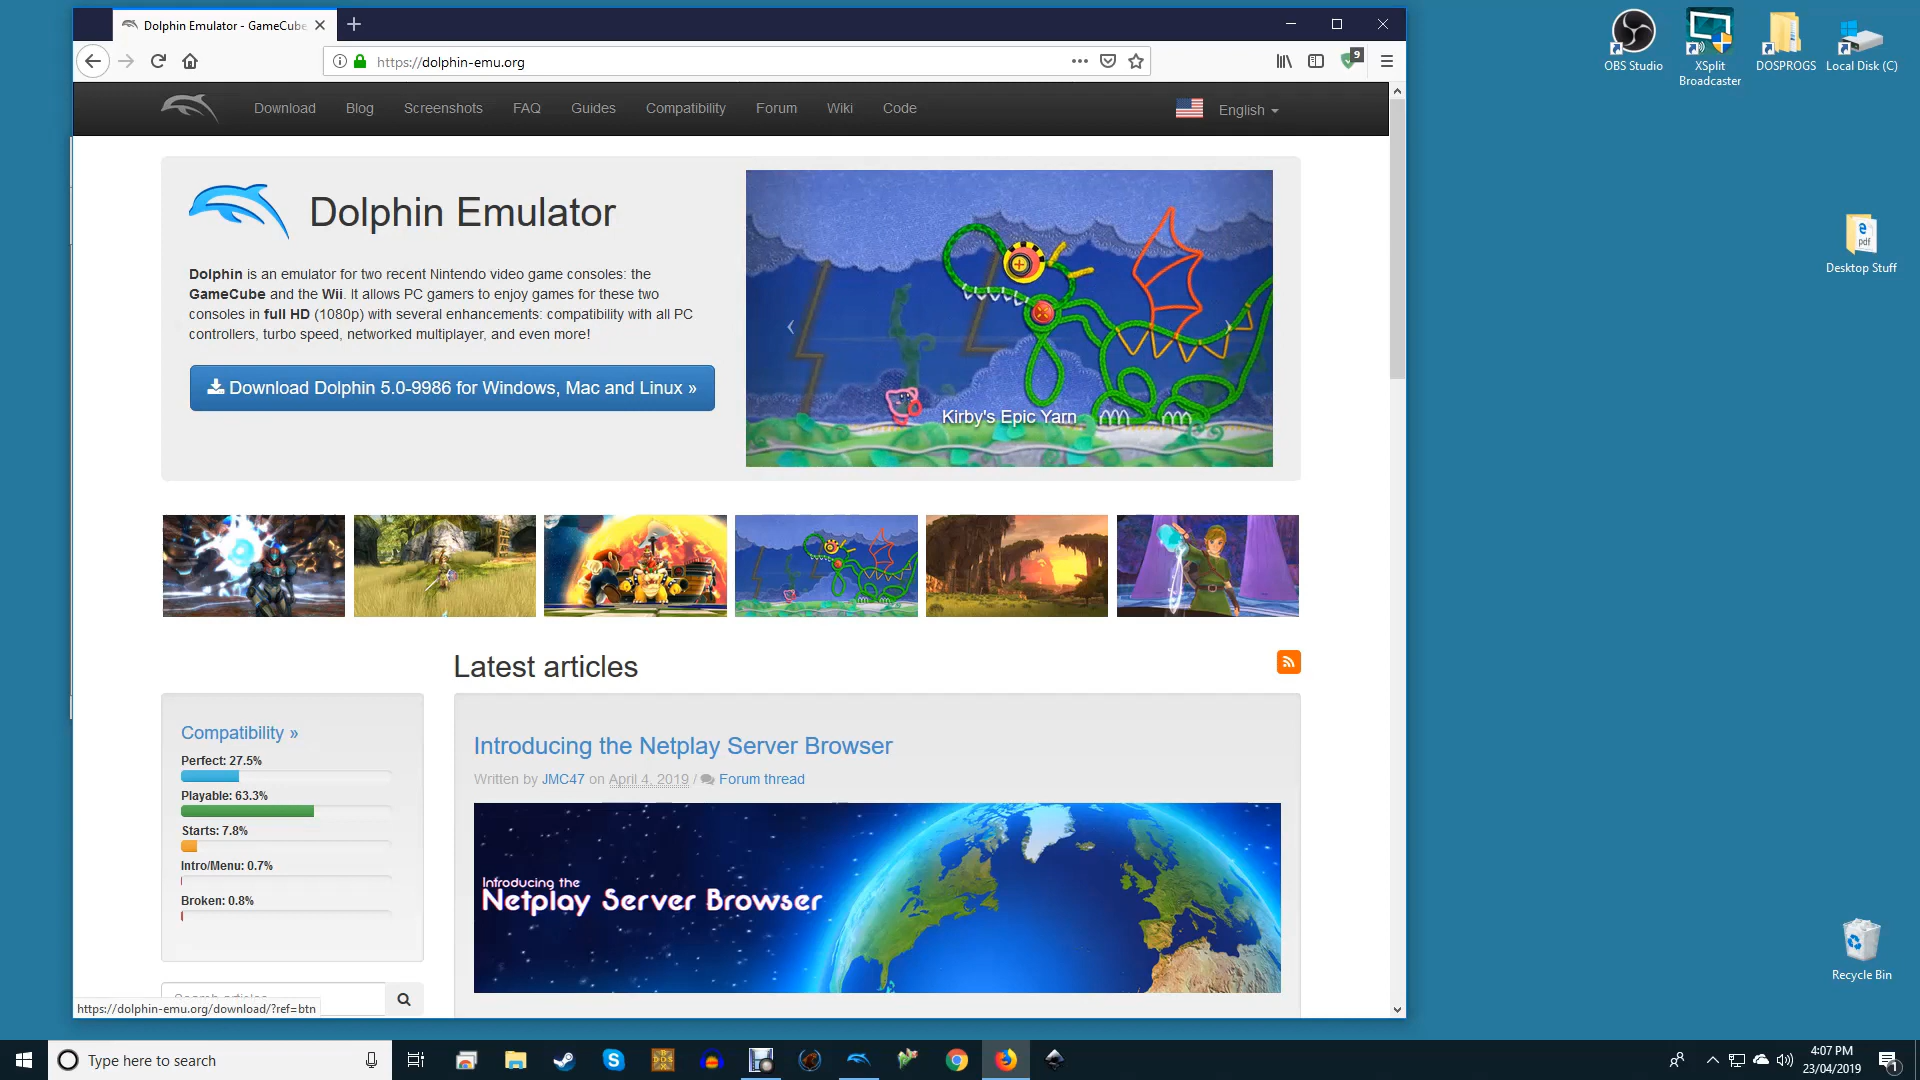 Dolphin Emulator - GameCube
https://dolphin-emu.org
9
Download Blog Screenshots FAQ Guides Compatibility Forum Wiki Code English
Dolphin Emulator
Dolphin is an emulator for two recent Nintendo video game consoles: the
GameCube and the Wii. It allows PC gamers to enjoy games for these two
consoles in full HD (1080p) with several enhancements: compatibility with all PC
controllers, turbo speed, networked multiplayer, and even more!
Download Dolphin 5.0-9986 for Windows, Mac and Linux »
Kirby's Epic Yarn
Latest articles
Compatibility »
Perfect: 27.5%
Playable: 63.3%
Starts: 7.8%
Intro/Menu: 0.7%
Broken: 0.8%
Introducing the Netplay Server Browser
Written by JMC47 on April 4, 2019 / Forum thread
Introducing the
Netplay Server Browser
https://dolphin-emu.org/download/?ref=btn
OBS Studio
XSplit
Broadcaster
DOSPROGS
Local Disk (C)
pdf
Desktop Stuff
Recycle Bin
Type here to search
DOS
4:07 PM
23/04/2019
1